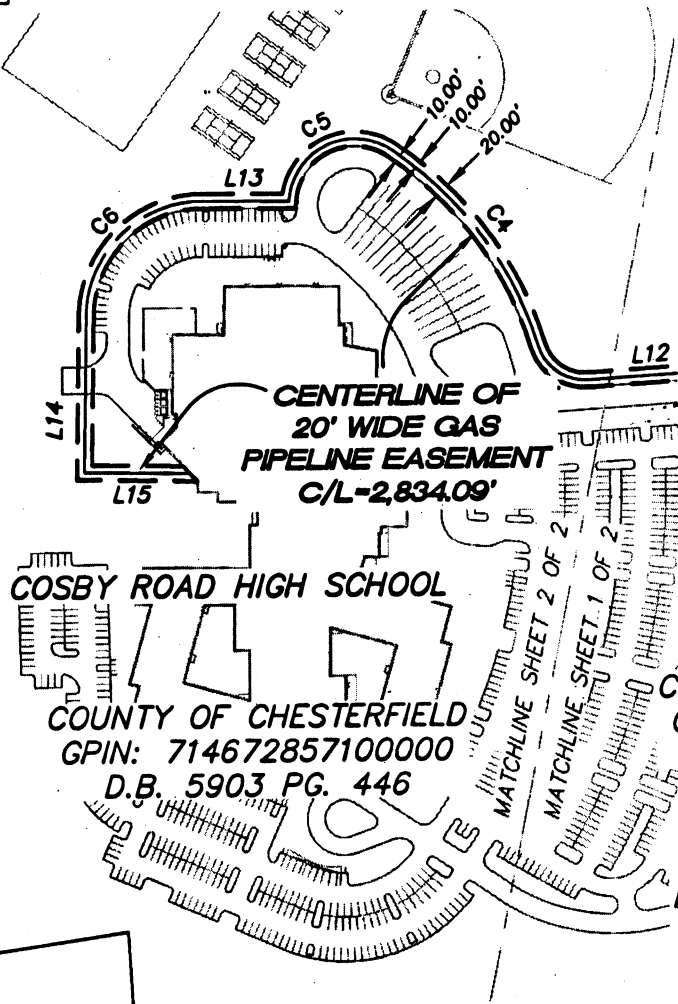 10.00'
10.00'
20.00'
C5
L13
C6
C4
L12
L14
CENTERLINE OF
20' WIDE GAS
PIPELINE EASEMENT
C/L=2,834.09'
L15
MATCHLINE SHEET 2 OF 2
MATCHLINE SHEET 1 OF 2
COSBY ROAD HIGH SCHOOL
COUNTY OF CHESTERFIELD
GPIN: 714672857100000
D.B. 5903 PG. 446